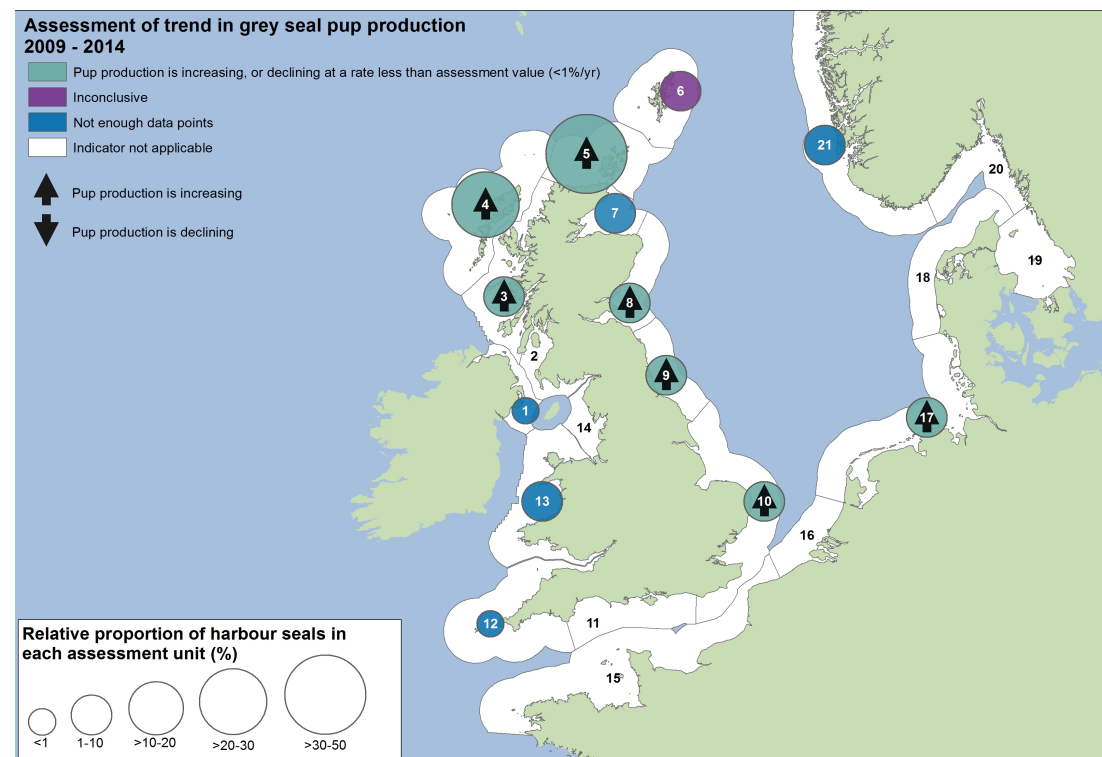 Assessment of trend in grey seal pup production
2009 - 2014
Pup production is increasing, or declining at a rate less than assessment value (<1%/yr)
Inconclusive
Not enough data points
Indicator not applicable
Pup production is increasing
Pup production is declining
6
5
21
20
4
7
19
18
3
8
2
9
1
17
14
13
10
16
12
11
15
Relative proportion of harbour seals in
each assessment unit (%)
<1
1-10
>10-20
>20-30
>30-50